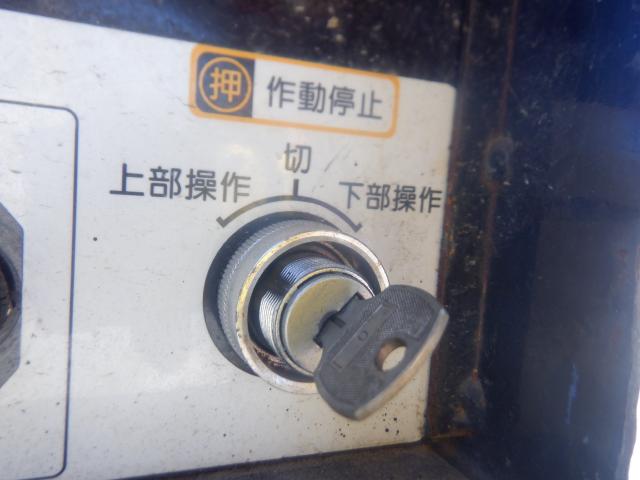 押 作動停止
切
上部操作 下部操作